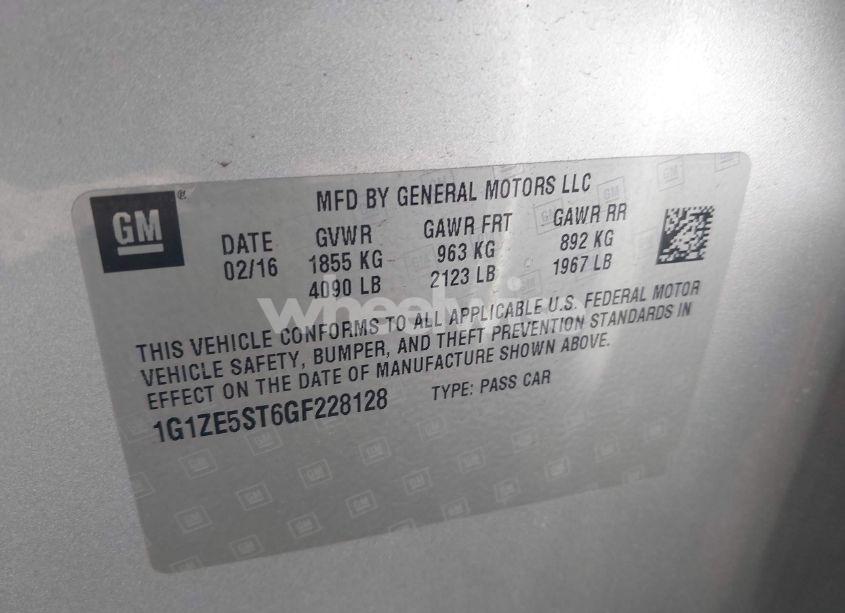 GM®
MFD BY GENERAL MOTORS LLC
DATE GVWR GAWR FRT GAWR RR
02/16 1855 KG 963 KG 892 KG
4090 LB 2123 LB 1967 LB
THIS VEHICLE CONFORMS TO ALL APPLICABLE U.S. FEDERAL MOTOR
VEHICLE SAFETY, BUMPER, AND THEFT PREVENTION STANDARDS IN
EFFECT ON THE DATE OF MANUFACTURE SHOWN ABOVE.
1G1ZE5ST6GF228128 TYPE: PASS CAR